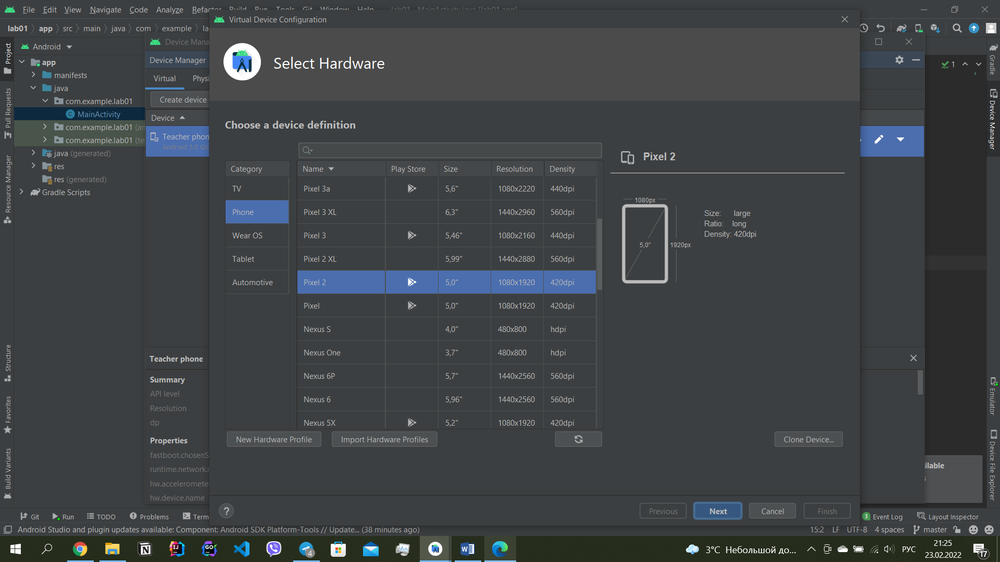 File Edit View Navigate Code Analyze Refactor Build Run Tools Git Window Help lab01 - MainActivity.java [lab01.app]
Virtual Device Configuration
lab01 app src main java com example la
Android
Device Mana
Device Manager
Virtual Physi
Create device
Device
Teacher phon
Android 5.0 Go
app
manifests
java
com.example.lab01
MainActivity
com.example.lab01 (an
com.example.lab01 (te
java (generated)
res
res (generated)
Gradle Scripts
Project
Pull Requests
Resource Manager
Structure
Favorites
Build Variants
Select Hardware
Choose a device definition
Category
TV
Phone
Wear OS
Tablet
Automotive
Name Play Store Size Resolution Density
Pixel 3a 5,6" 1080x2220 440dpi
Pixel 3 XL 6,3" 1440x2960 560dpi
Pixel 3 5,46" 1080x2160 440dpi
Pixel 2 XL 5,99" 1440x2880 560dpi
Pixel 2 5,0" 1080x1920 420dpi
Pixel 5,0" 1080x1920 420dpi
Nexus S 4,0" 480x800 hdpi
Nexus One 3,7" 480x800 hdpi
Nexus 6P 5,7" 1440x2560 560dpi
Nexus 6 5,96" 1440x2560 560dpi
Nexus 5X 5,2" 1080x1920 420dpi
New Hardware Profile Import Hardware Profiles
Pixel 2
1080px
5,0"
1920px
Size: large
Ratio: long
Density: 420dpi
Clone Device...
? Previous Next Cancel Finish
Teacher phone
Summary
API level
Resolution
dp
Properties
fastboot.chosenS
runtime.network.s
hw.acceleromete
hw.device.name
1
Gradle
Device Manager
Emulator
Device File Explorer
ilable
s
Git Run TODO Problems Term
3 Event Log Layout Inspector
Android Studio and plugin updates available: Component: Android SDK Platform-Tools // Update... (38 minutes ago)
15:2 LF UTF-8 4 spaces master
4
3°C Небольшой до... РУС 21:25
23.02.2022
17